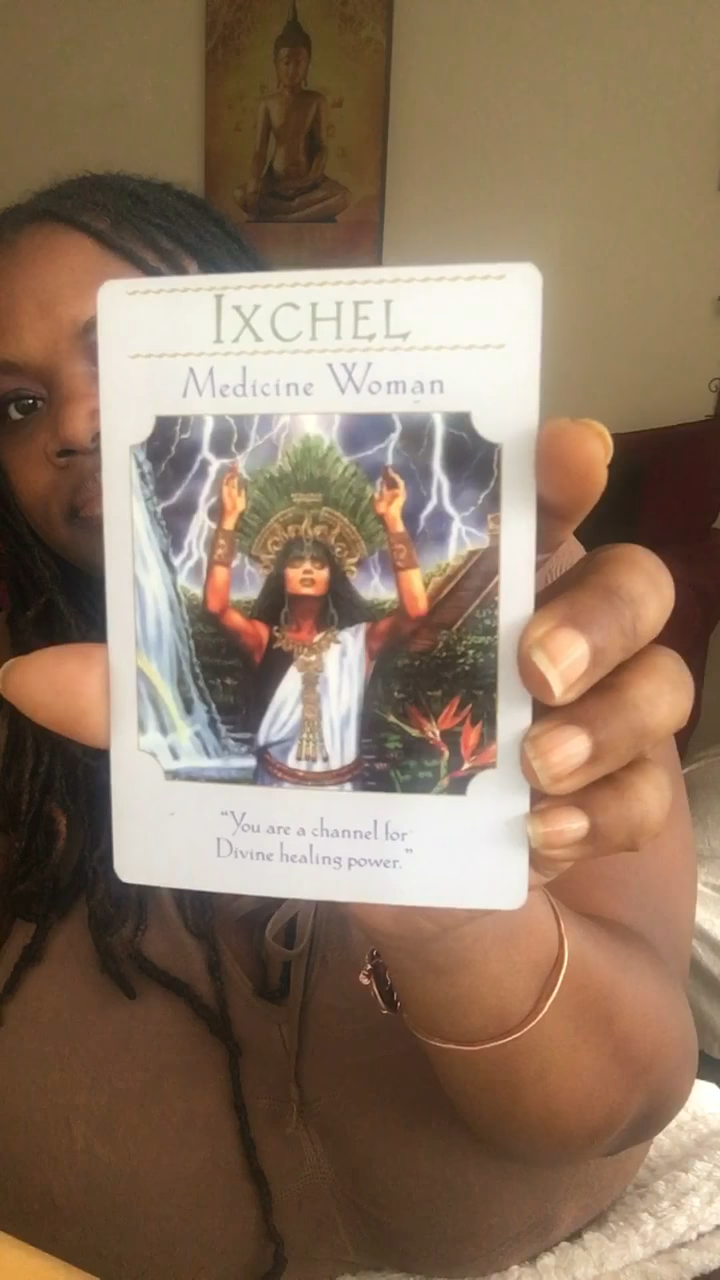 IXCHEL
Medicine Woman
“You are a channel for
Divine healing power.”